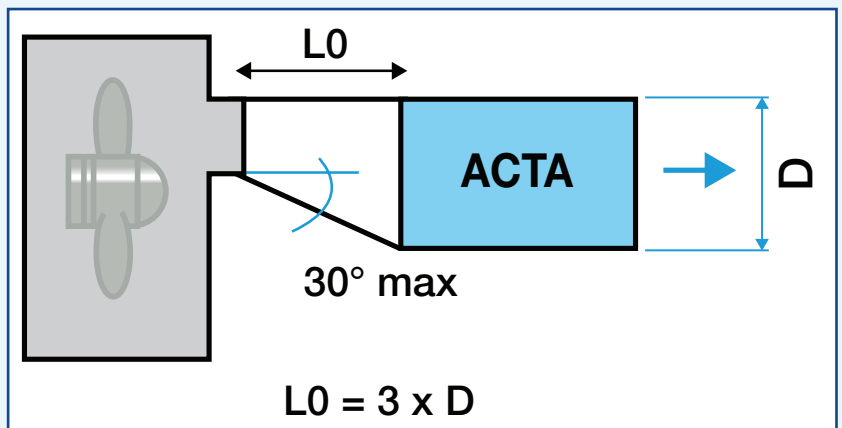 L0
ACTA
D
30° max
L0 = 3 x D